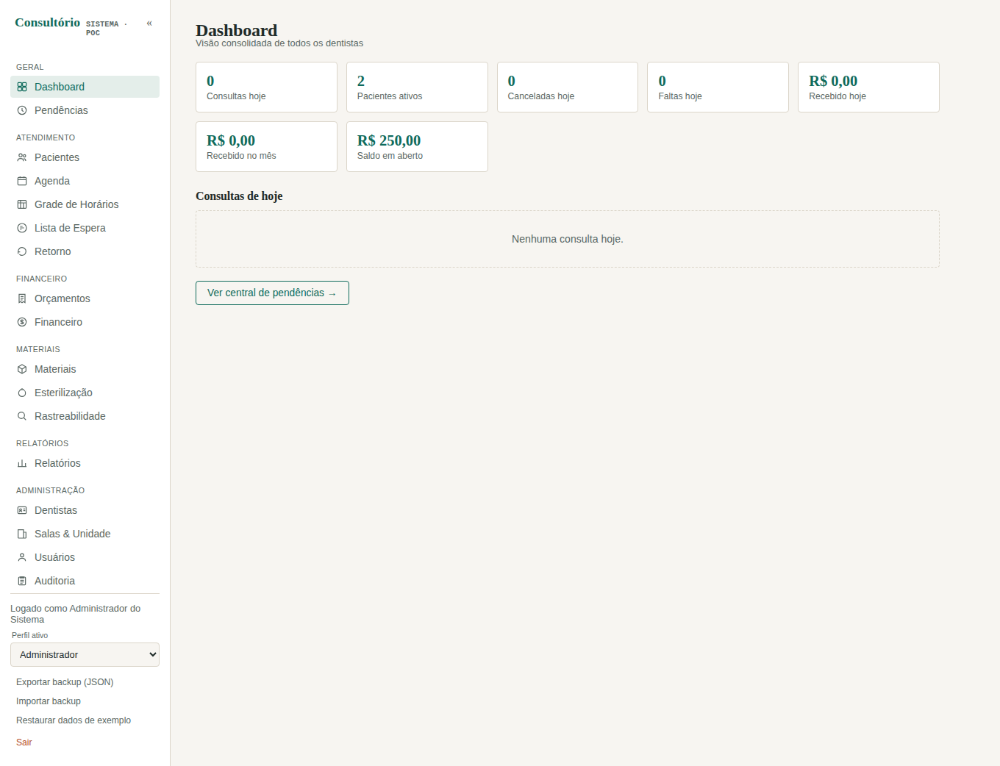 Consultório SISTEMA ·
POC
«
GERAL
Dashboard
Pendências
ATENDIMENTO
Pacientes
Agenda
Grade de Horários
Lista de Espera
Retorno
FINANCEIRO
Orçamentos
Financeiro
MATERIAIS
Materiais
Esterilização
Rastreabilidade
RELATÓRIOS
Relatórios
ADMINISTRAÇÃO
Dentistas
Salas & Unidade
Usuários
Auditoria
Logado como Administrador do
Sistema
Perfil ativo
Administrador
Exportar backup (JSON)
Importar backup
Restaurar dados de exemplo
Sair
Dashboard
Visão consolidada de todos os dentistas
0
Consultas hoje
2
Pacientes ativos
0
Canceladas hoje
0
Faltas hoje
R$ 0,00
Recebido hoje
R$ 0,00
Recebido no mês
R$ 250,00
Saldo em aberto
Consultas de hoje
Nenhuma consulta hoje.
Ver central de pendências →